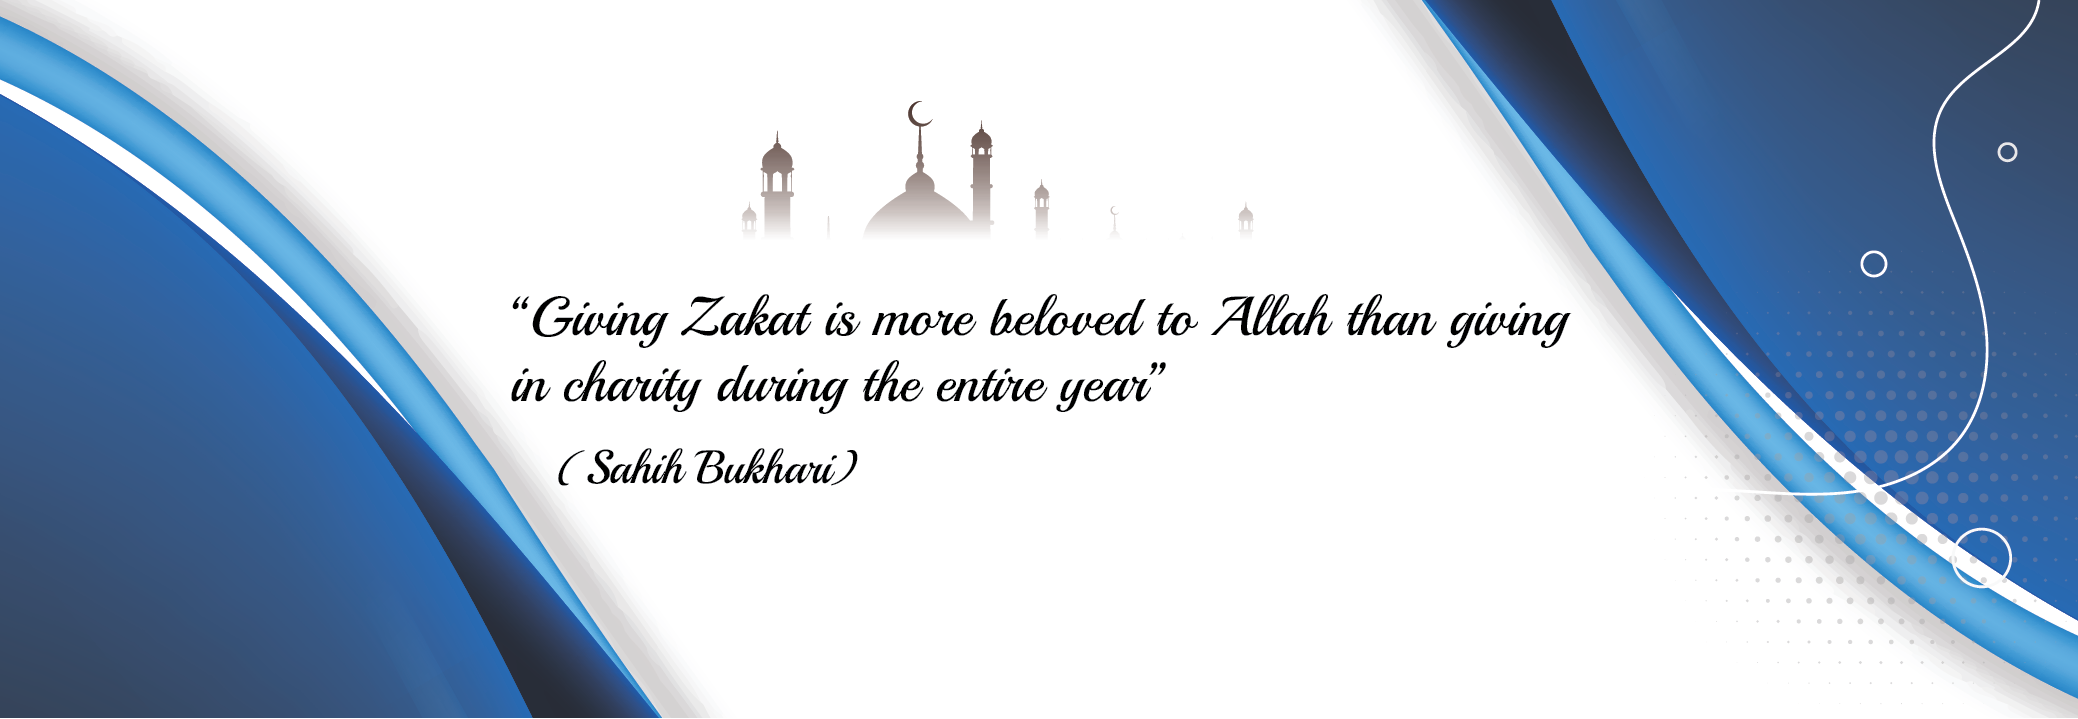 “Giving Zakat is more beloved to Allah than giving
in charity during the entire year”
( Sahih Bukhari)